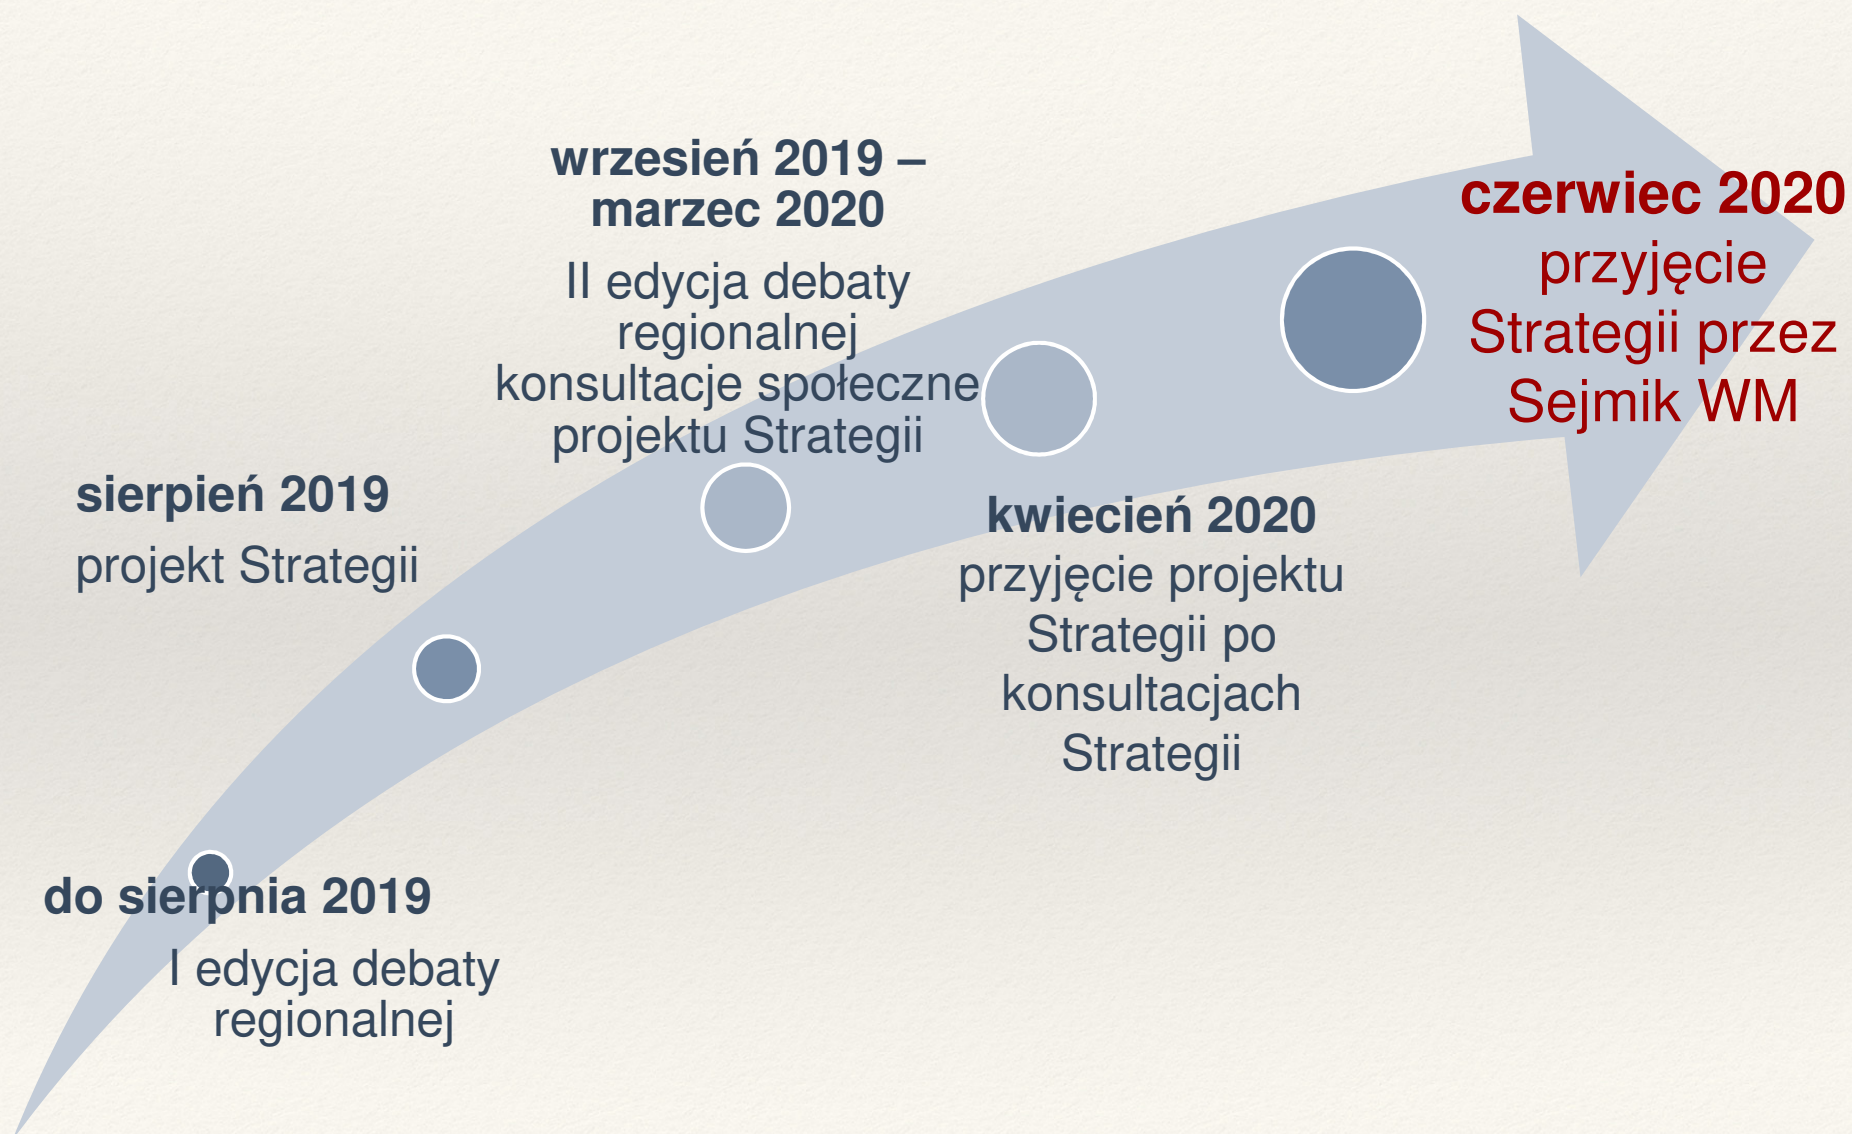 do sierpnia 2019
I edycja debaty
regionalnej
sierpień 2019
projekt Strategii
wrzesień 2019 –
marzec 2020
II edycja debaty
regionalnej
konsultacje społeczne
projektu Strategii
kwiecień 2020
przyjęcie projektu
Strategii po
konsultacjach
Strategii
czerwiec 2020
przyjęcie
Strategii przez
Sejmik WM